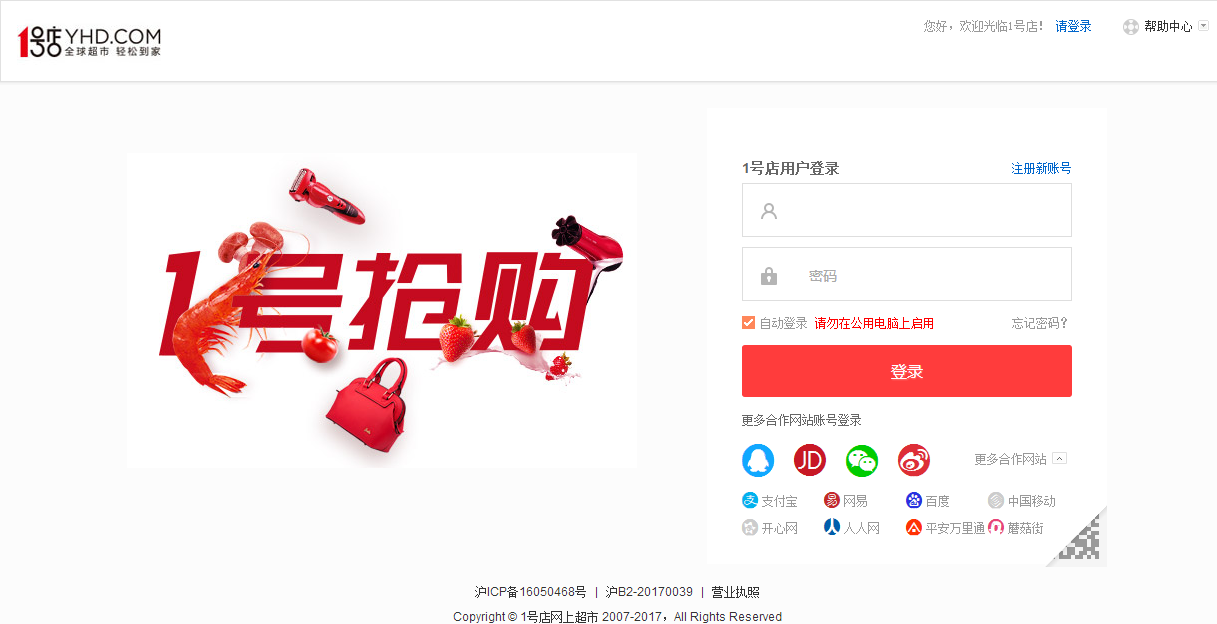 1号店 YHD.COM
全球超市 轻松到家
您好，欢迎光临1号店！ 请登录 帮助中心
1号抢购
1号店用户登录 注册新账号
密码
自动登录 请勿在公用电脑上启用 忘记密码?
登录
更多合作网站账号登录
JD 更多合作网站
支 支付宝 易 网易 百度 中国移动
开心网 人人网 平安万里通 蘑菇街
沪ICP备16050468号 | 沪B2-20170039 | 营业执照
Copyright © 1号店网上超市 2007-2017，All Rights Reserved